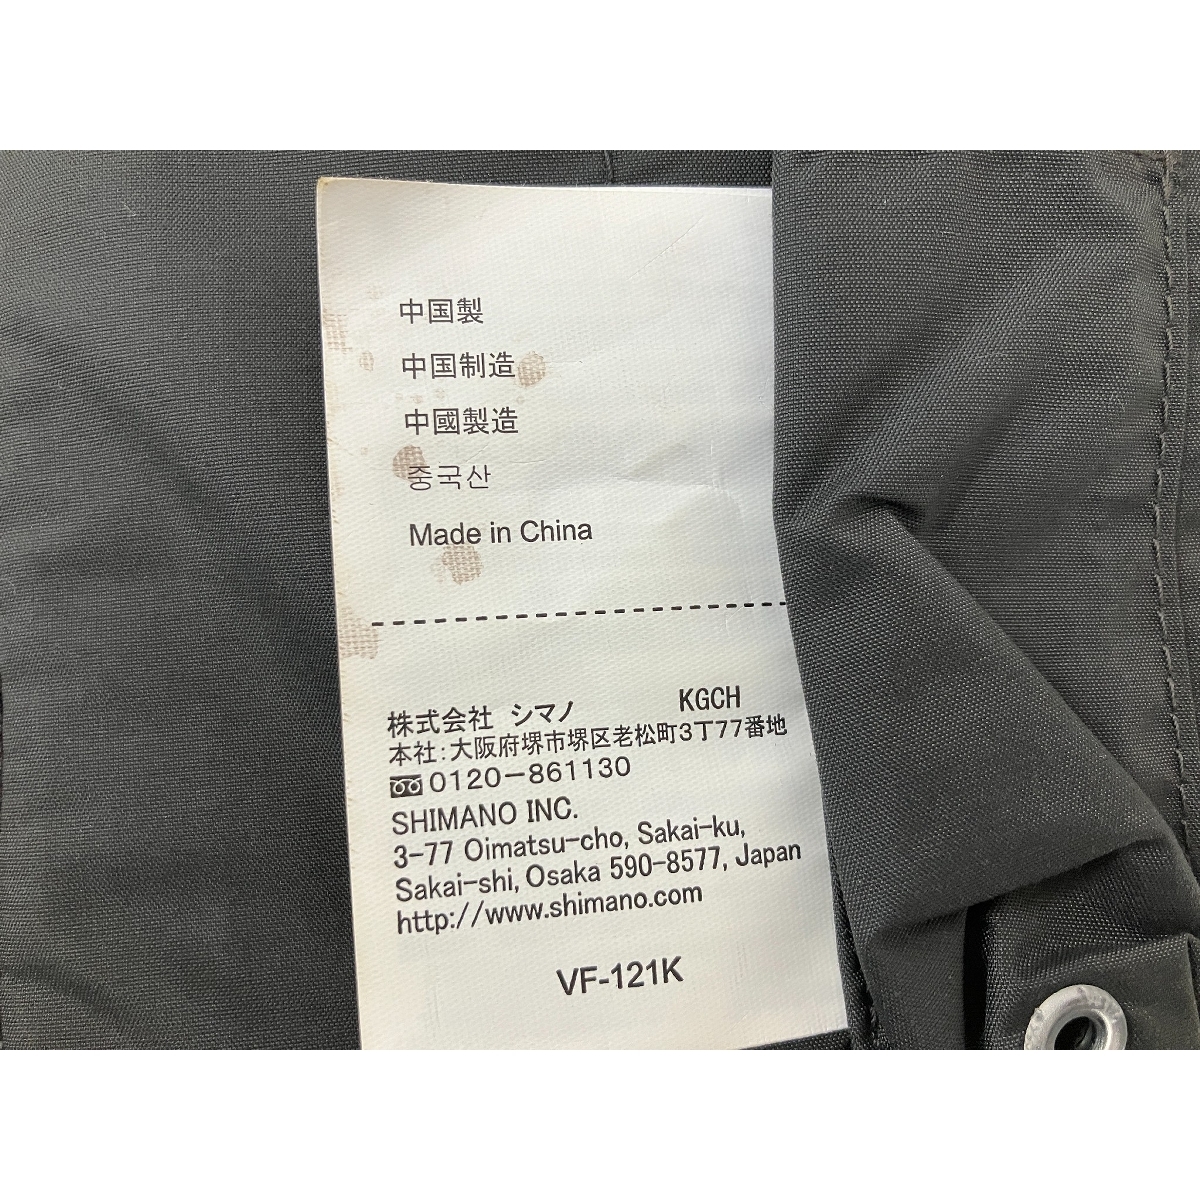 中国製
中国制造
中國製造
중국산
Made in China
株式会社 シマノ KGCH
本社:大阪府堺市堺区老松町3丁77番地
0120-861130
SHIMANO INC.
3-77 Oimatsu-cho, Sakai-ku,
Sakai-shi, Osaka 590-8577, Japan
http://www.shimano.com
VF-121K